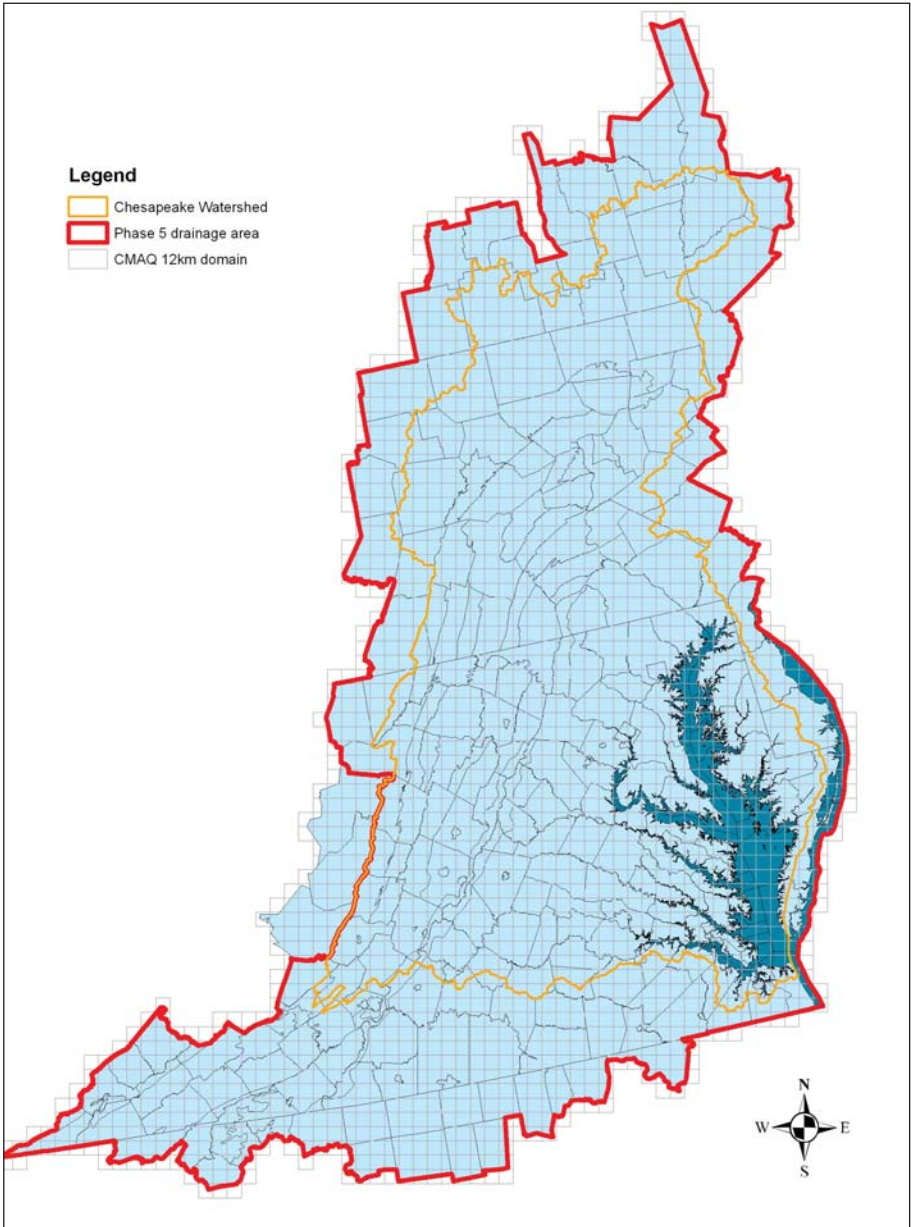 Legend
Chesapeake Watershed
Phase 5 drainage area
CMAQ 12km domain
N
W E
S